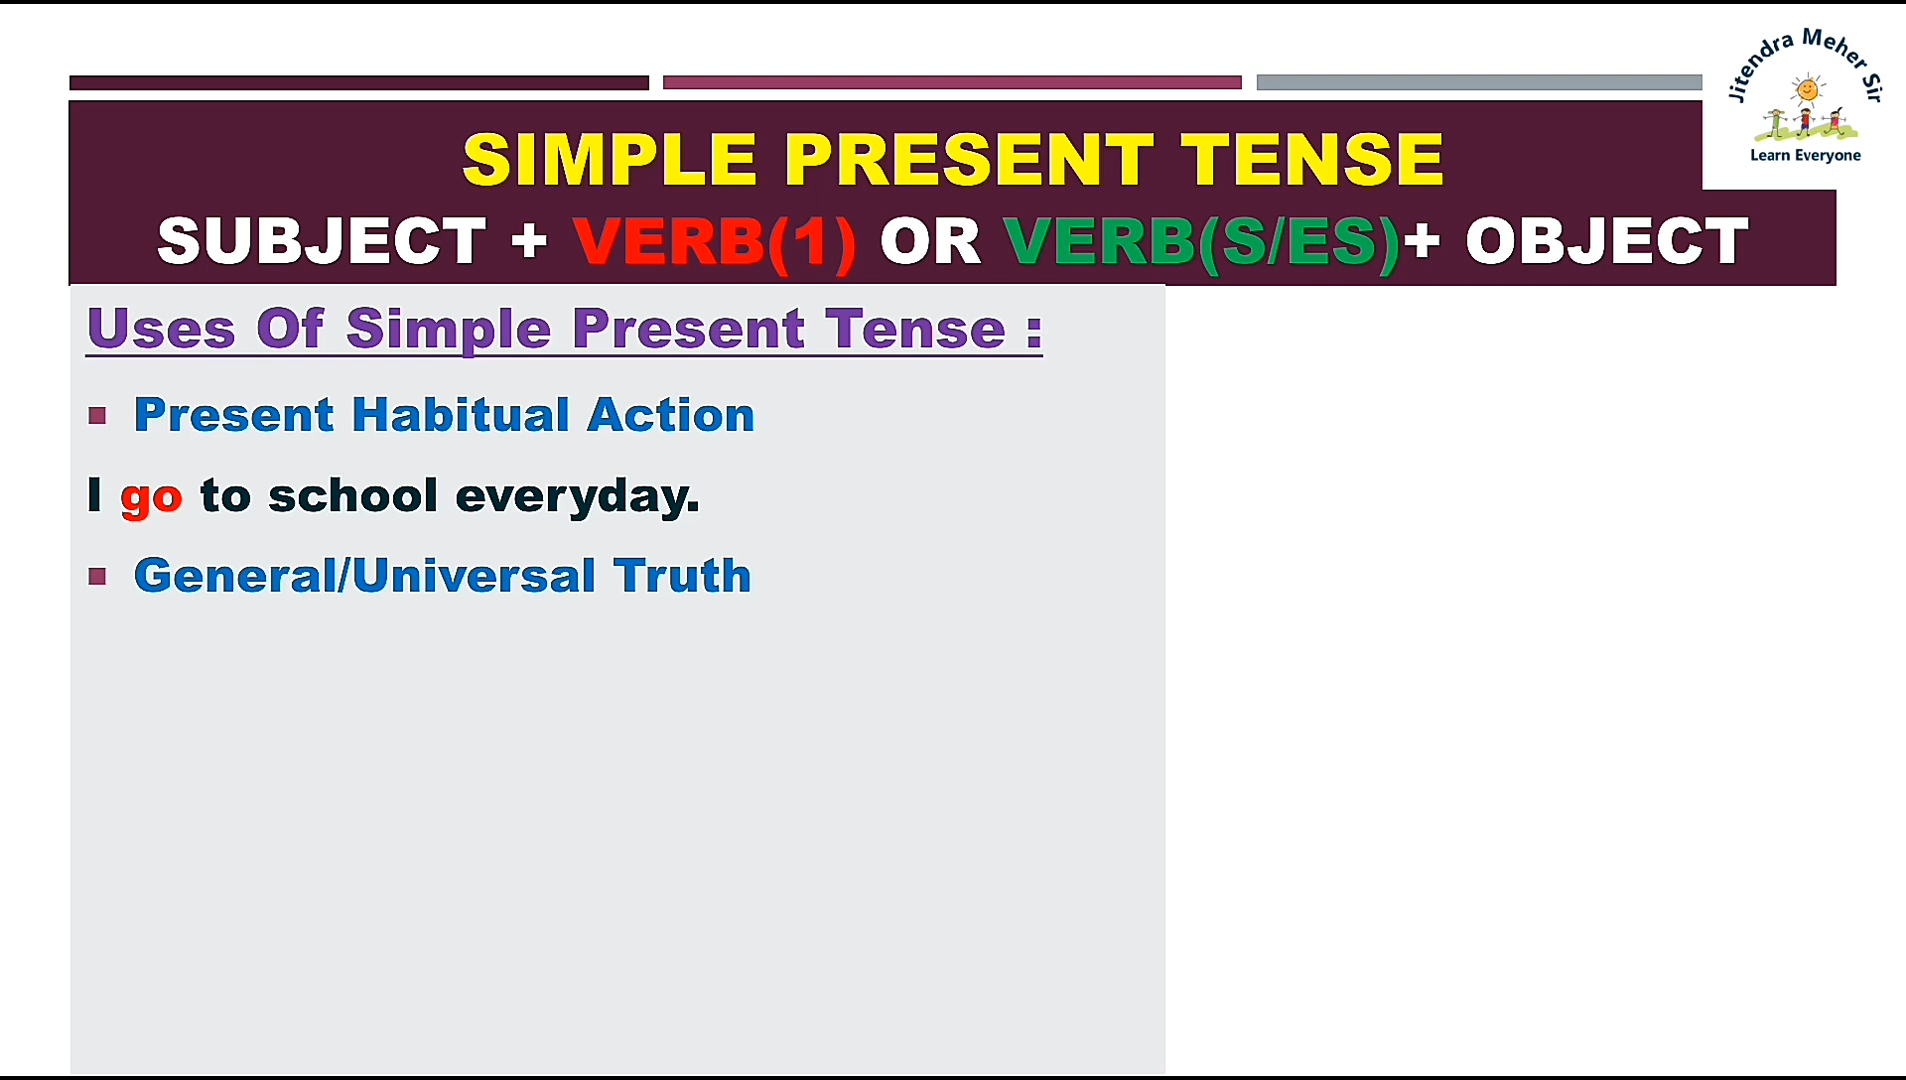 Jitendra Meher Sir
Learn Everyone
SIMPLE PRESENT TENSE
SUBJECT + VERB(1) OR VERB(S/ES)+ OBJECT
Uses Of Simple Present Tense :
▪ Present Habitual Action
I go to school everyday.
▪ General/Universal Truth